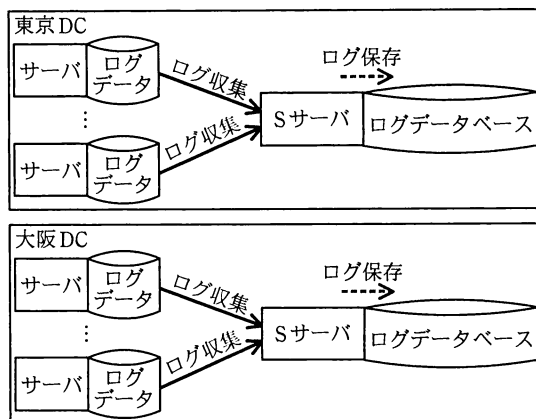 東京DC
サーバ
ログ
データ
ログ収集
ログ保存
⋮
Sサーバ
ログデータベース
サーバ
ログ
データ
ログ収集
大阪DC
サーバ
ログ
データ
ログ収集
ログ保存
⋮
Sサーバ
ログデータベース
サーバ
ログ
データ
ログ収集